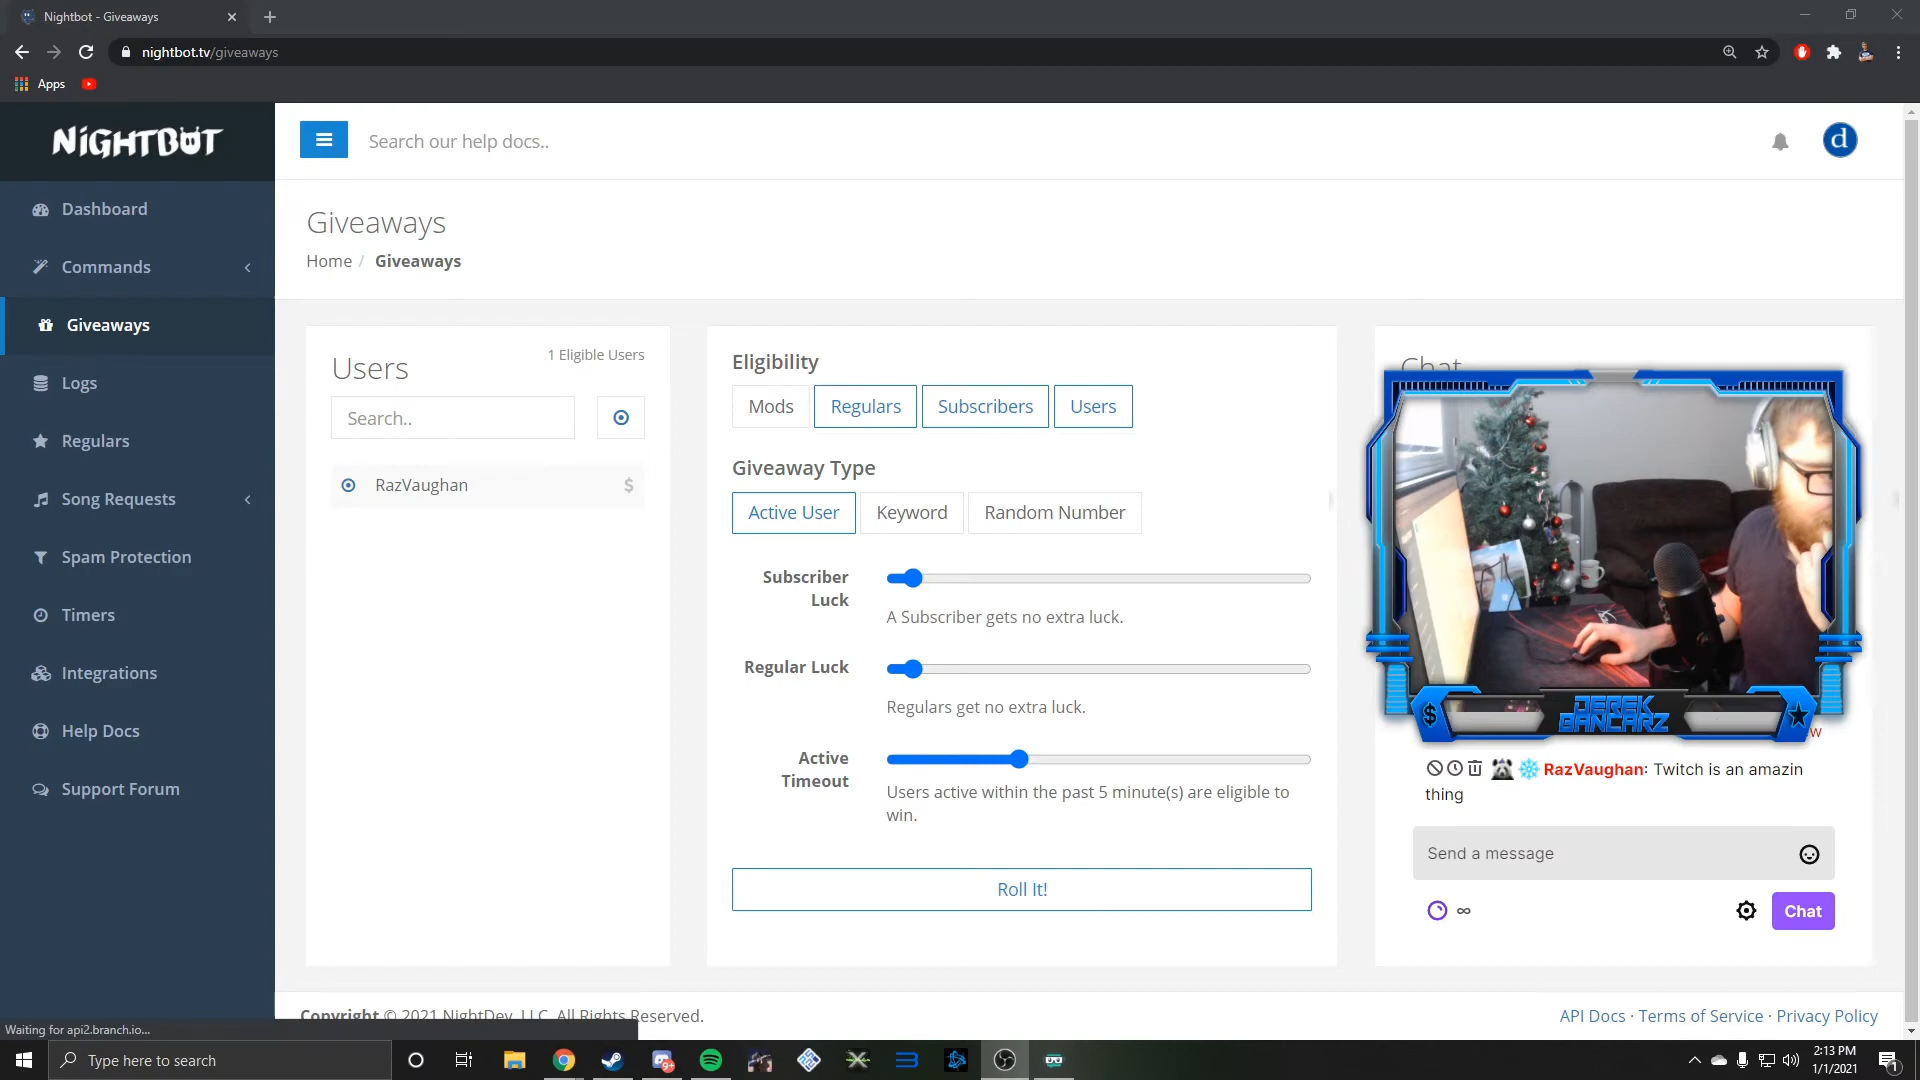 Nightbot - Giveaways
nightbot.tv/giveaways
Apps
NiGHTBOT
Search our help docs..
d
Dashboard
Commands
Giveaways
Logs
Regulars
Song Requests
Spam Protection
Timers
Integrations
Help Docs
Support Forum
Giveaways
Home / Giveaways
Users
1 Eligible Users
Search..
RazVaughan $
Eligibility
Mods Regulars Subscribers Users
Giveaway Type
Active User Keyword Random Number
Subscriber
Luck
A Subscriber gets no extra luck.
Regular Luck
Regulars get no extra luck.
Active
Timeout
Users active within the past 5 minute(s) are eligible to
win.
Roll It!
Chat
$ DEREK
GANCARZ
w
RazVaughan: Twitch is an amazin
thing
Send a message
∞
Chat
Copyright © 2021 NightDev, LLC. All Rights Reserved.
API Docs · Terms of Service · Privacy Policy
Waiting for api2.branch.io...
Type here to search
9+
2:13 PM
1/1/2021
1